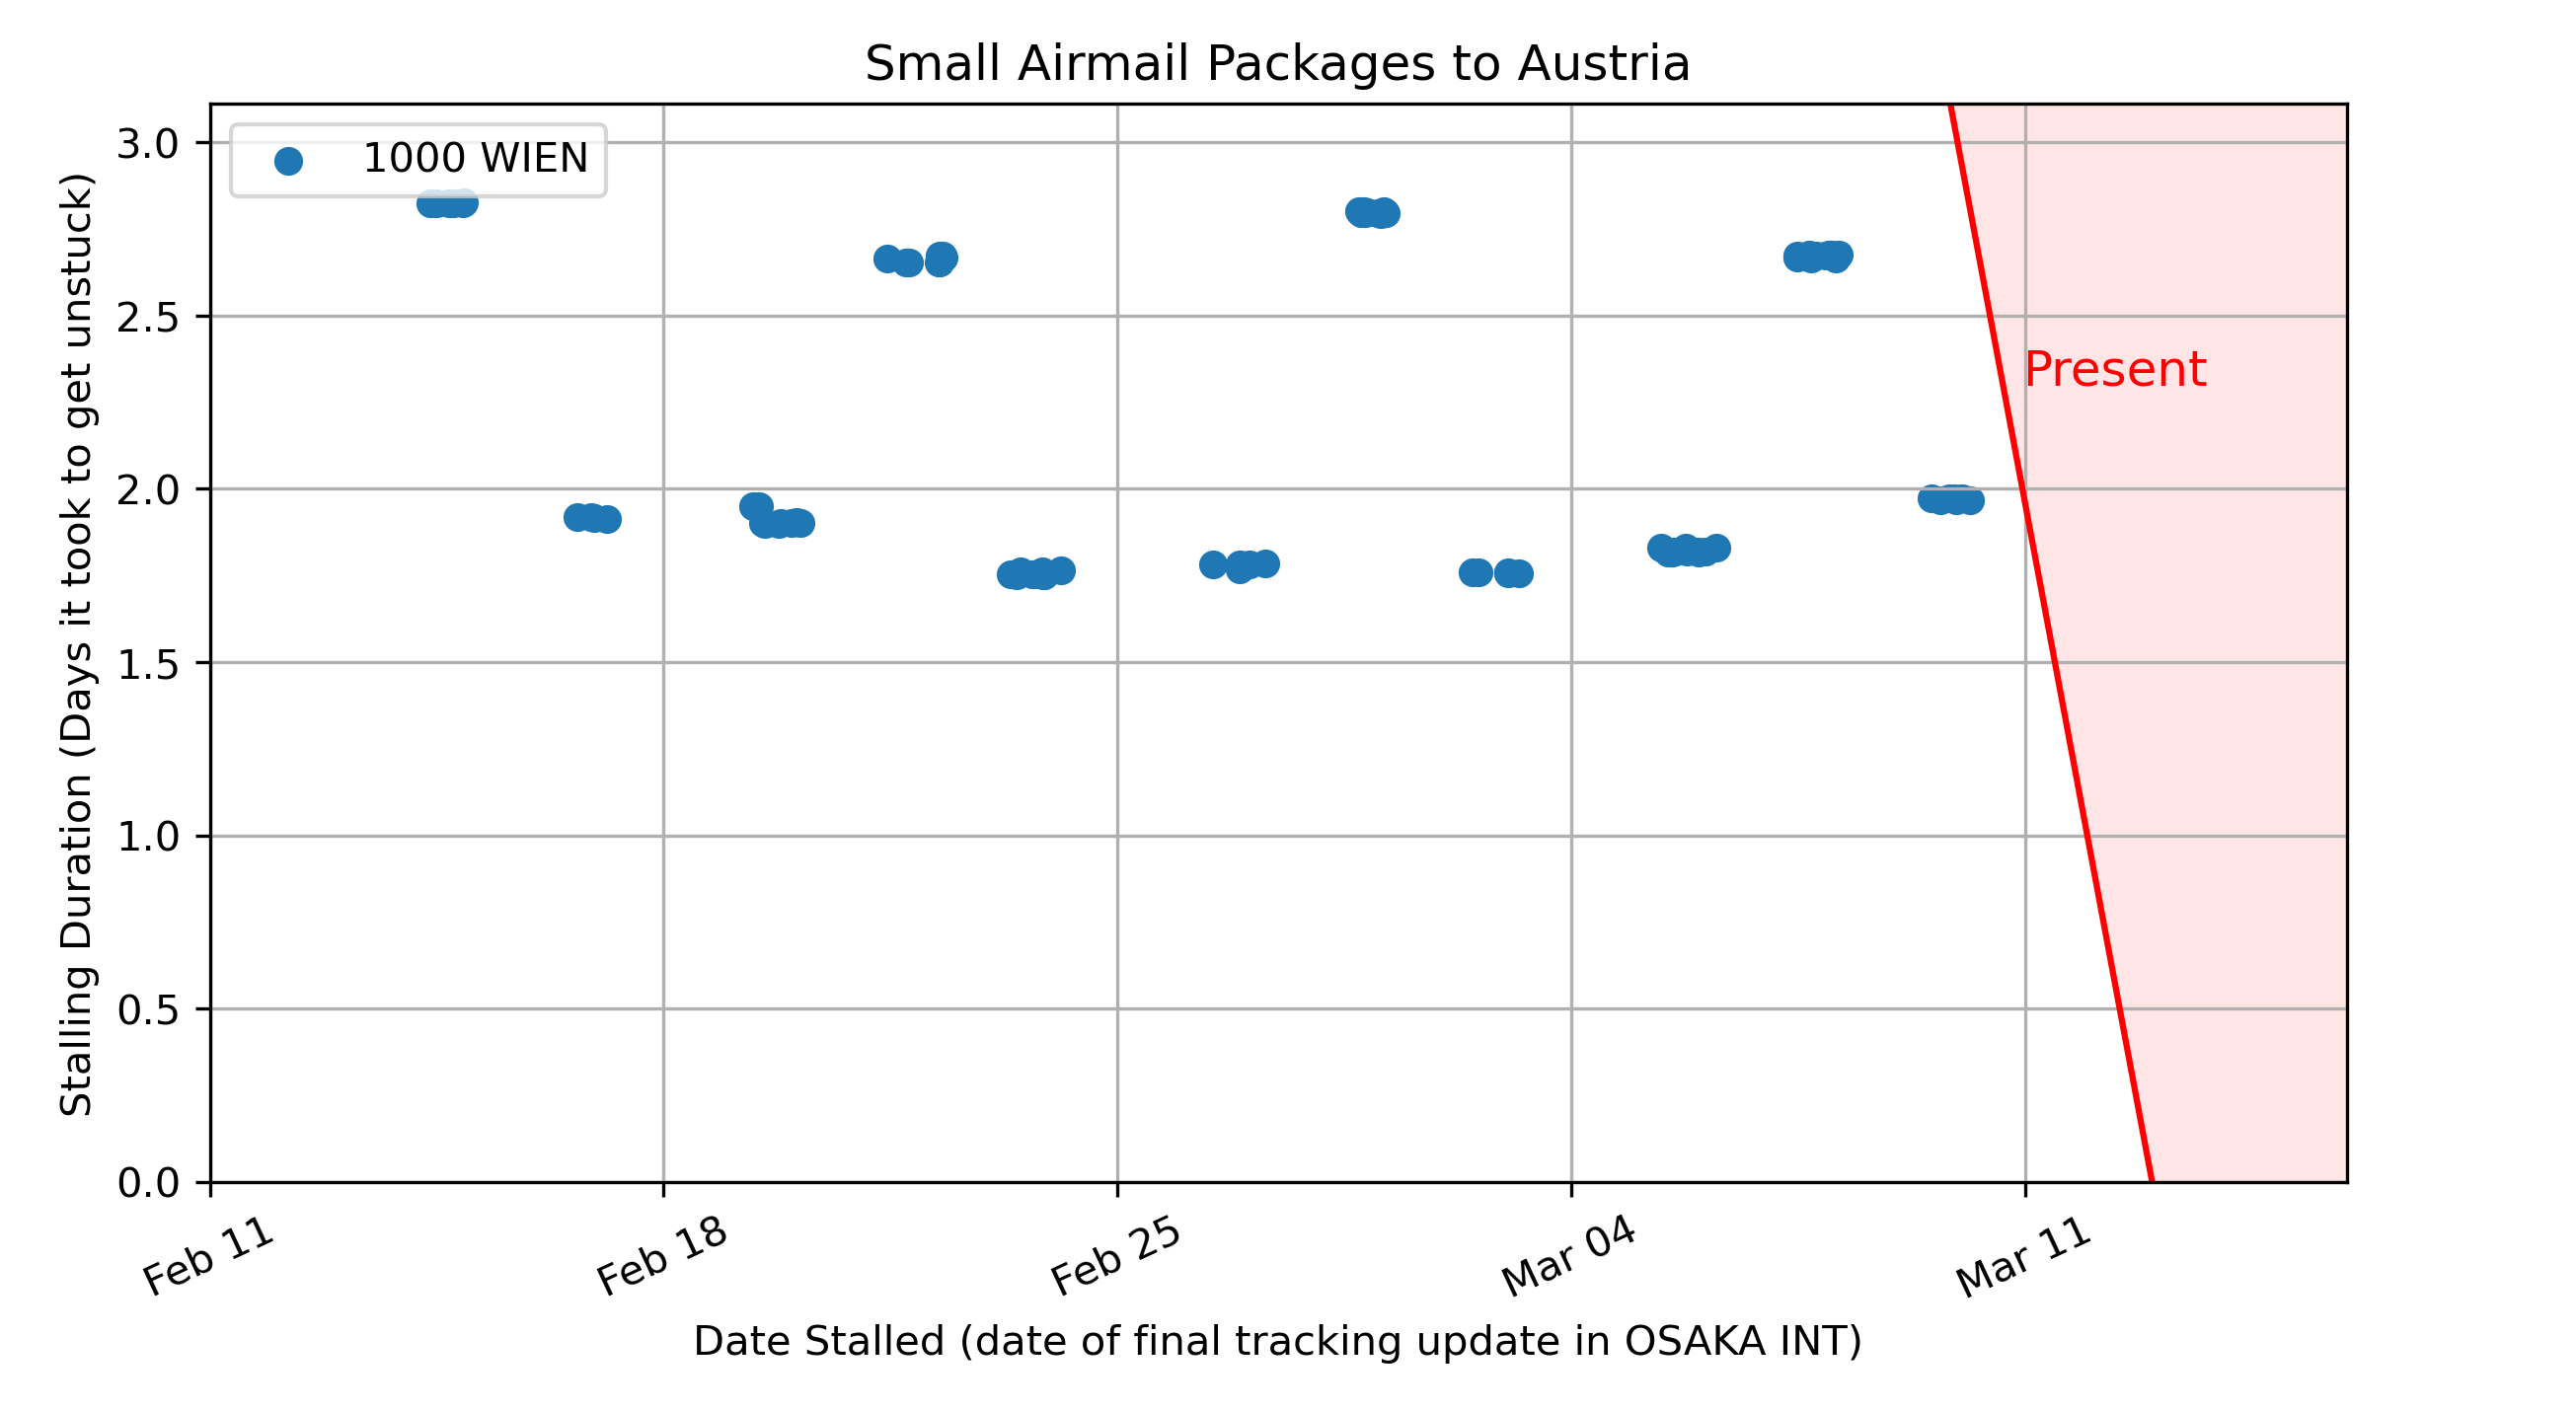 Small Airmail Packages to Austria
1000 WIEN
Present
Stalling Duration (Days it took to get unstuck)
3.0
2.5
2.0
1.5
1.0
0.5
0.0
Feb 11
Feb 18
Feb 25
Mar 04
Mar 11
Date Stalled (date of final tracking update in OSAKA INT)